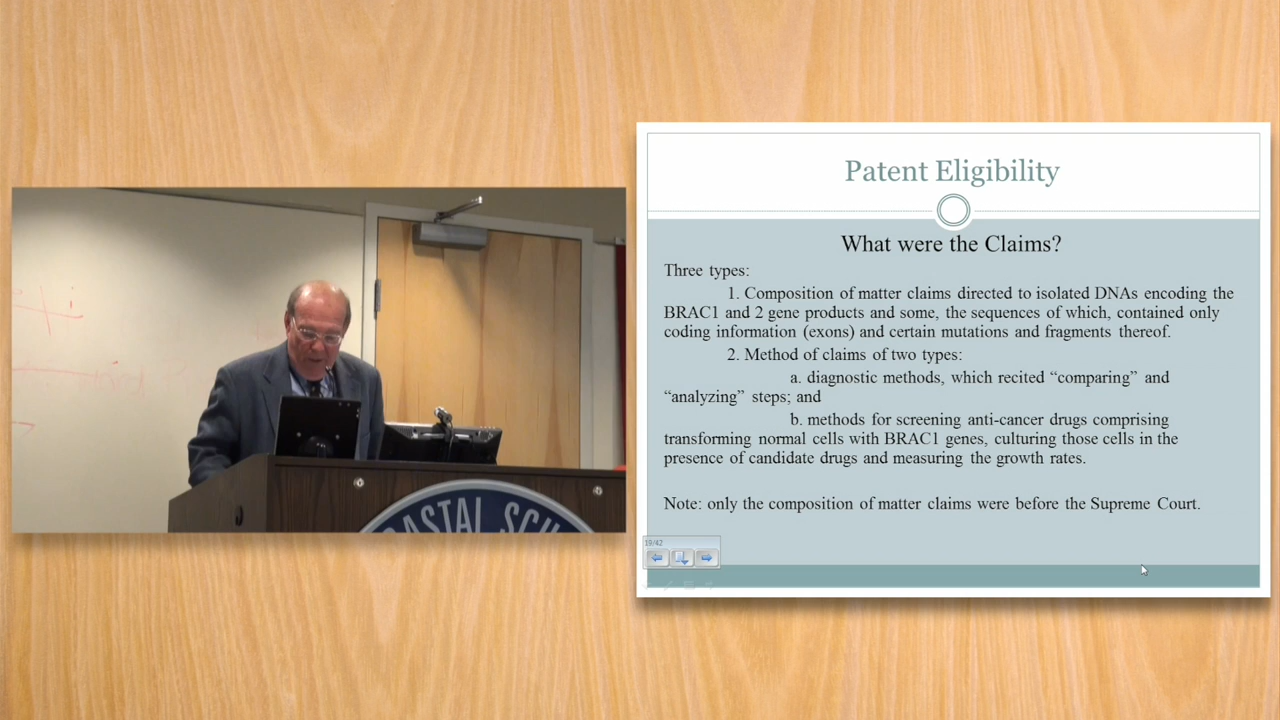 Patent Eligibility
What were the Claims?
Three types:
1. Composition of matter claims directed to isolated DNAs encoding the
BRAC1 and 2 gene products and some, the sequences of which, contained only
coding information (exons) and certain mutations and fragments thereof.
2. Method of claims of two types:
a. diagnostic methods, which recited “comparing” and
“analyzing” steps; and
b. methods for screening anti-cancer drugs comprising
transforming normal cells with BRAC1 genes, culturing those cells in the
presence of candidate drugs and measuring the growth rates.
Note: only the composition of matter claims were before the Supreme Court.
19/42